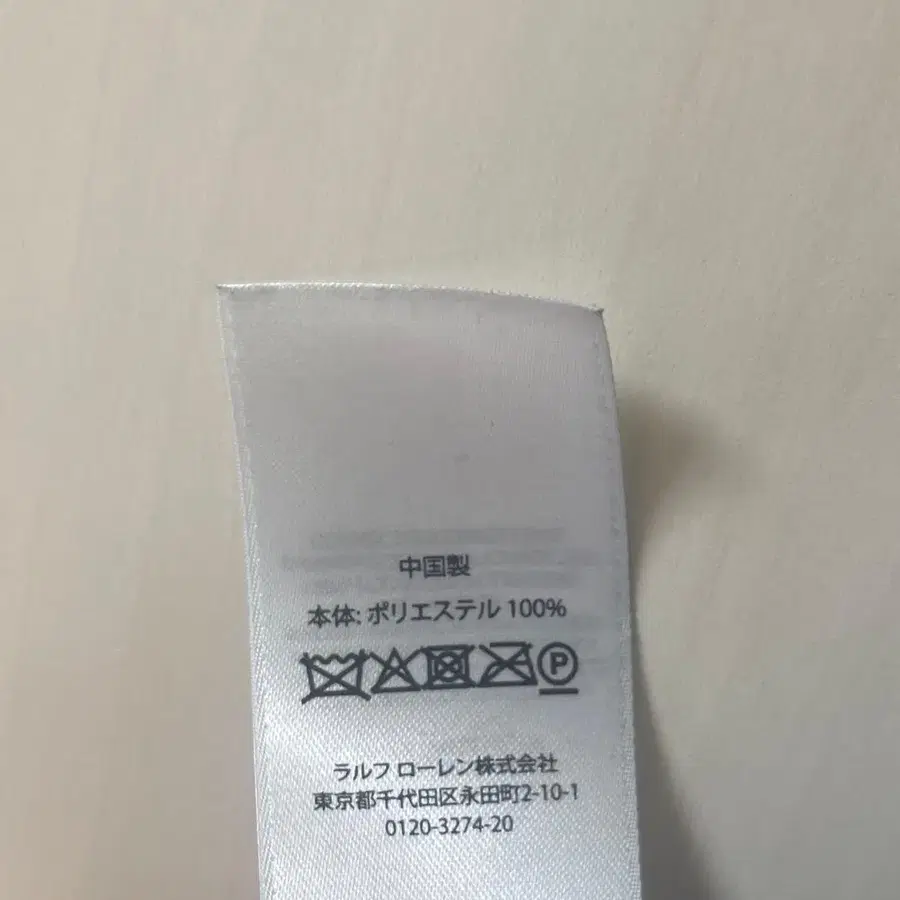 中国製
本体: ポリエステル 100%
P
ラルフ ローレン株式会社
東京都千代田区永田町2-10-1
0120-3274-20